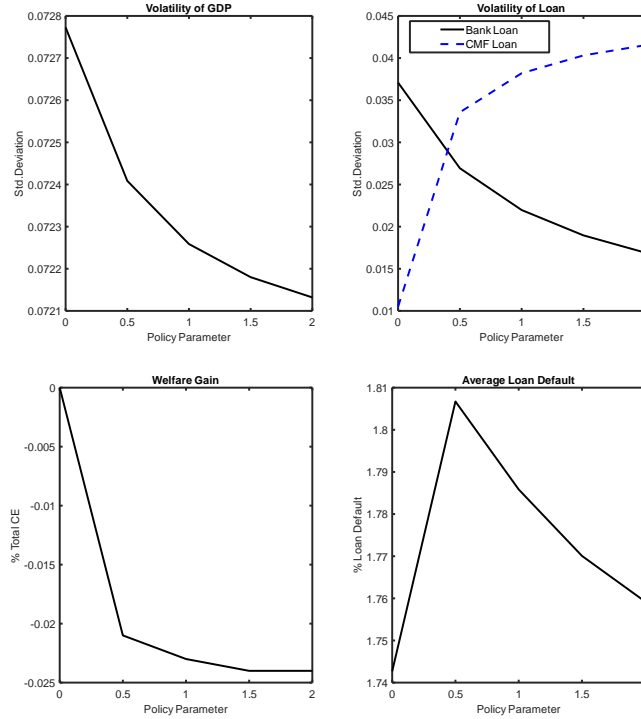 Volatility of GDP
0.0728
0.0727
0.0726
0.0725
0.0724
0.0723
0.0722
0.0721
Std.Deviation
0 0.5 1 1.5 2
Policy Parameter
Volatility of Loan
Bank Loan
CMF Loan
0.045
0.04
0.035
0.03
0.025
0.02
0.015
0.01
Std.Deviation
0 0.5 1 1.5
Policy Parameter
Welfare Gain
0
-0.005
-0.01
-0.015
-0.02
-0.025
% Total CE
0 0.5 1 1.5 2
Policy Parameter
Average Loan Default
1.81
1.8
1.79
1.78
1.77
1.76
1.75
1.74
% Loan Default
0 0.5 1 1.5
Policy Parameter